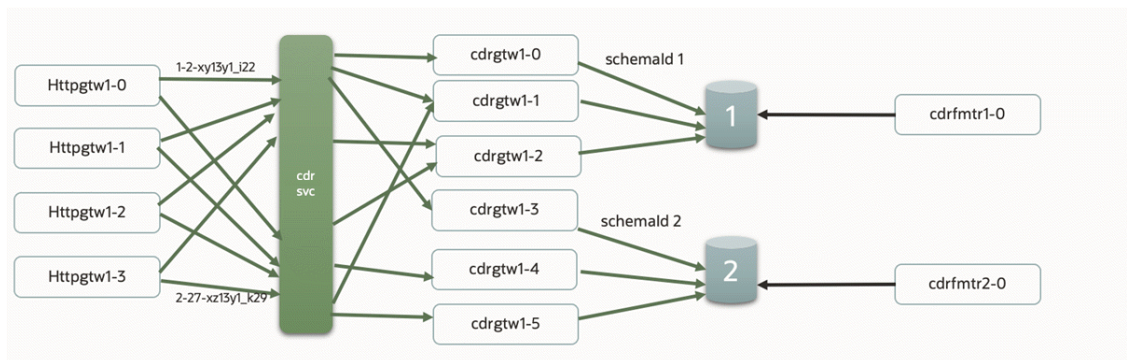 Httpgtw1-0
Httpgtw1-1
Httpgtw1-2
Httpgtw1-3
1-2-xy13y1_i22
2-27-xz13y1_k29
cdr
svc
cdrgtw1-0
cdrgtw1-1
cdrgtw1-2
cdrgtw1-3
cdrgtw1-4
cdrgtw1-5
schemaId 1
schemaId 2
1
2
cdrfmtr1-0
cdrfmtr2-0